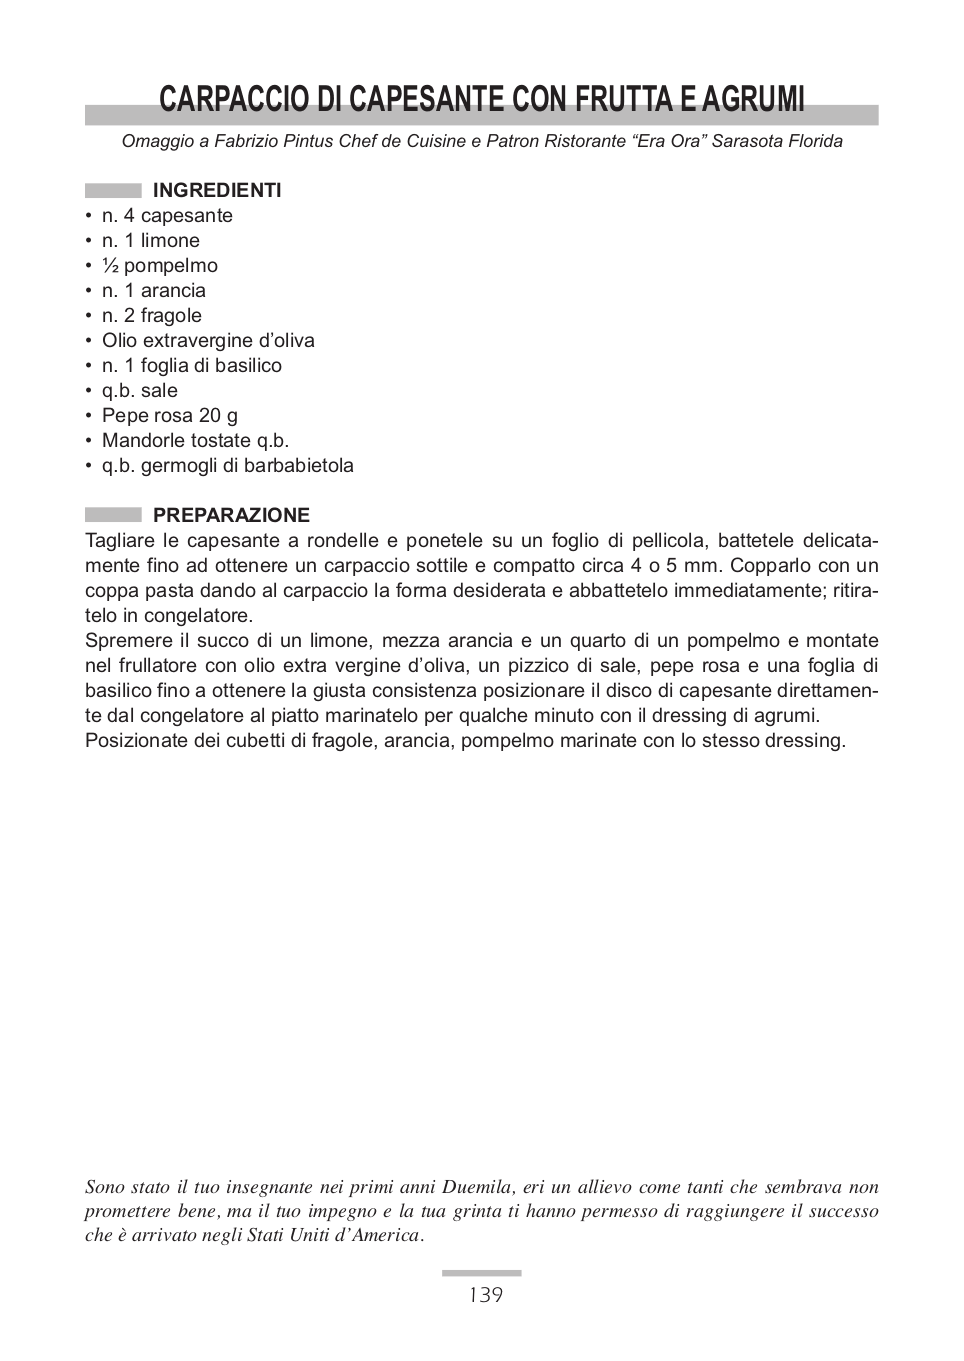 CARPACCIO DI CAPESANTE CON FRUTTA E AGRUMI
Omaggio a Fabrizio Pintus Chef de Cuisine e Patron Ristorante “Era Ora” Sarasota Florida
INGREDIENTI
• n. 4 capesante
• n. 1 limone
• ½ pompelmo
• n. 1 arancia
• n. 2 fragole
• Olio extravergine d’oliva
• n. 1 foglia di basilico
• q.b. sale
• Pepe rosa 20 g
• Mandorle tostate q.b.
• q.b. germogli di barbabietola
PREPARAZIONE
Tagliare le capesante a rondelle e ponetele su un foglio di pellicola, battetele delicata-
mente fino ad ottenere un carpaccio sottile e compatto circa 4 o 5 mm. Copparlo con un
coppa pasta dando al carpaccio la forma desiderata e abbattetelo immediatamente; ritira-
telo in congelatore.
Spremere il succo di un limone, mezza arancia e un quarto di un pompelmo e montate
nel frullatore con olio extra vergine d’oliva, un pizzico di sale, pepe rosa e una foglia di
basilico fino a ottenere la giusta consistenza posizionare il disco di capesante direttamen-
te dal congelatore al piatto marinatelo per qualche minuto con il dressing di agrumi.
Posizionate dei cubetti di fragole, arancia, pompelmo marinate con lo stesso dressing.
Sono stato il tuo insegnante nei primi anni Duemila, eri un allievo come tanti che sembrava non
promettere bene, ma il tuo impegno e la tua grinta ti hanno permesso di raggiungere il successo
che è arrivato negli Stati Uniti d’America.
139